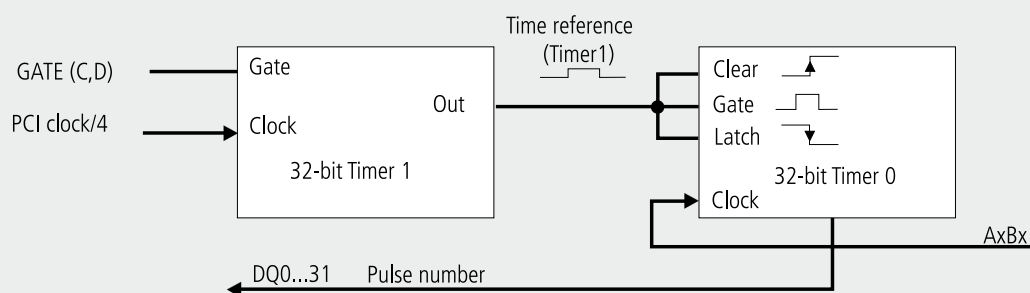 Time reference
(Timer1)
GATE (C,D)
PCI clock/4
Gate
Out
Clock
32-bit Timer 1
Clear
Gate
Latch
32-bit Timer 0
Clock
AxBx
DQ0...31 Pulse number